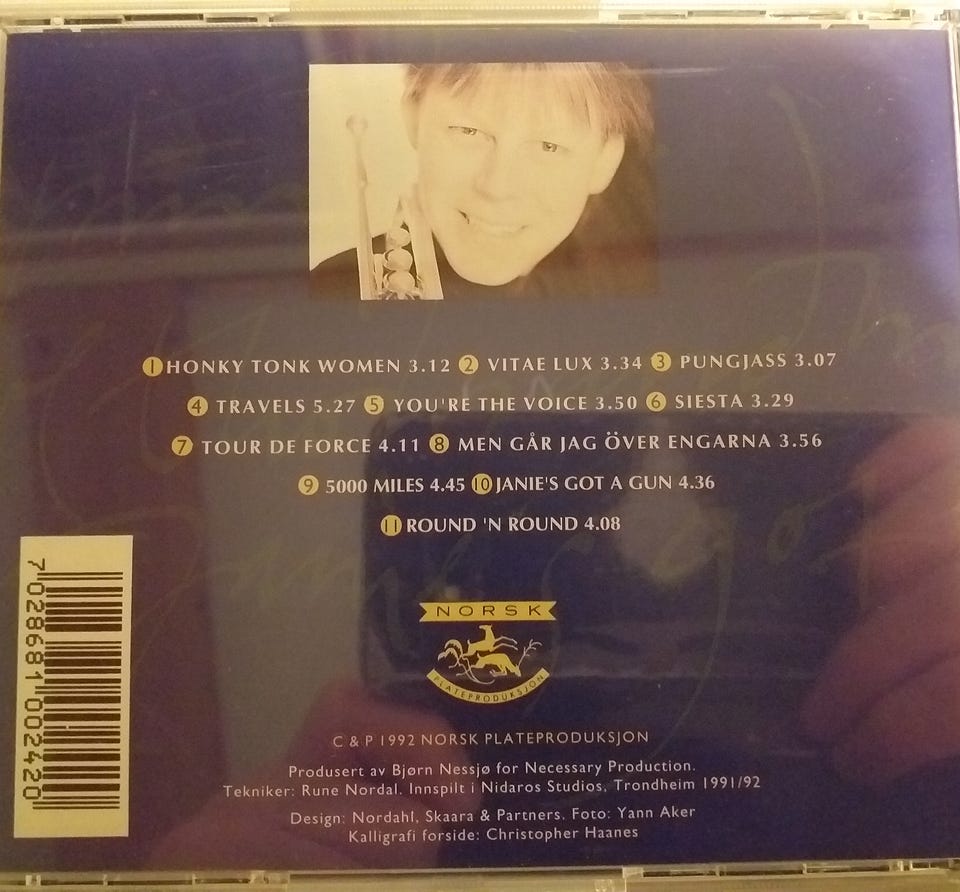 1 HONKY TONK WOMEN 3.12 2 VITAE LUX 3.34 3 PUNGJASS 3.07
4 TRAVELS 5.27 5 YOU'RE THE VOICE 3.50 6 SIESTA 3.29
7 TOUR DE FORCE 4.11 8 MEN GÅR JAG ÖVER ENGARNA 3.56
9 5000 MILES 4.45 10 JANIE'S GOT A GUN 4.36
11 ROUND 'N ROUND 4.08
7 028681 002420
NORSK
PLATEPRODUKSJON
C & P 1992 NORSK PLATEPRODUKSJON
Produsert av Bjørn Nessjø for Necessary Production.
Tekniker: Rune Nordal. Innspilt i Nidaros Studios, Trondheim 1991/92
Design: Nordahl, Skaara & Partners. Foto: Yann Aker
Kalligrafi forside: Christopher Haanes